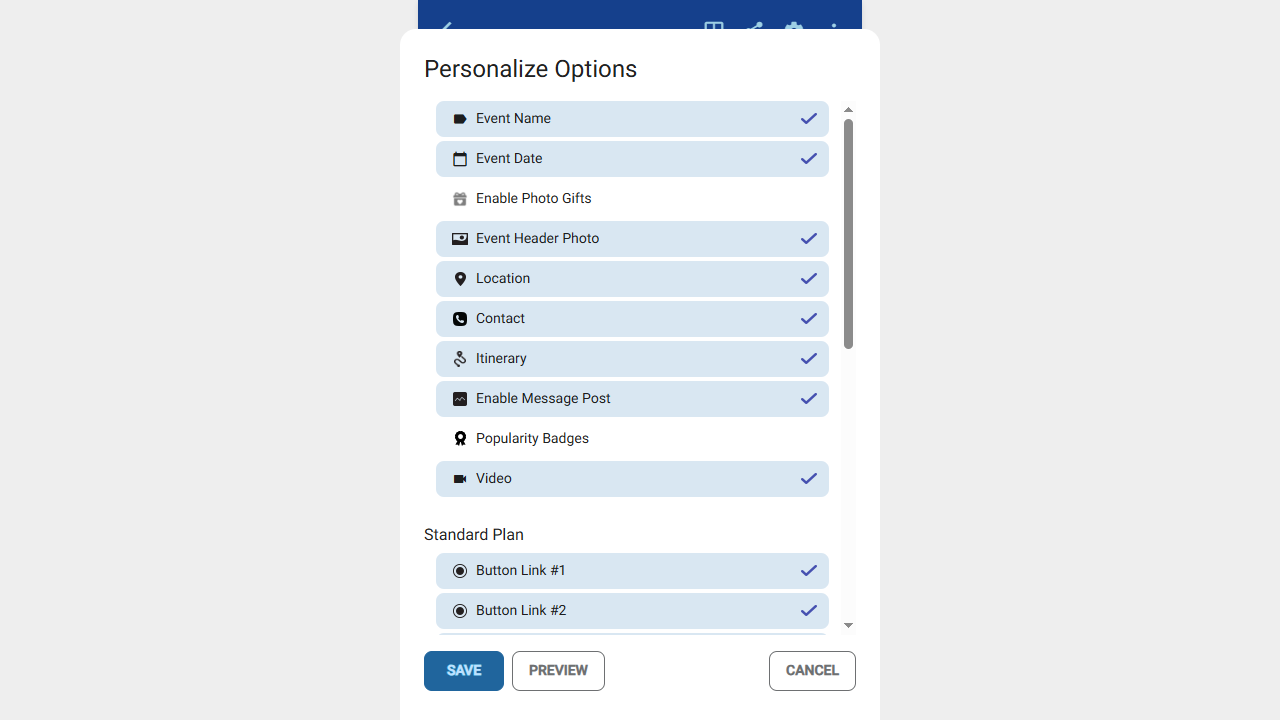 Personalize Options
Event Name
Event Date
Enable Photo Gifts
Event Header Photo
Location
Contact
Itinerary
Enable Message Post
Popularity Badges
Video
Standard Plan
Button Link #1
Button Link #2
SAVE PREVIEW CANCEL